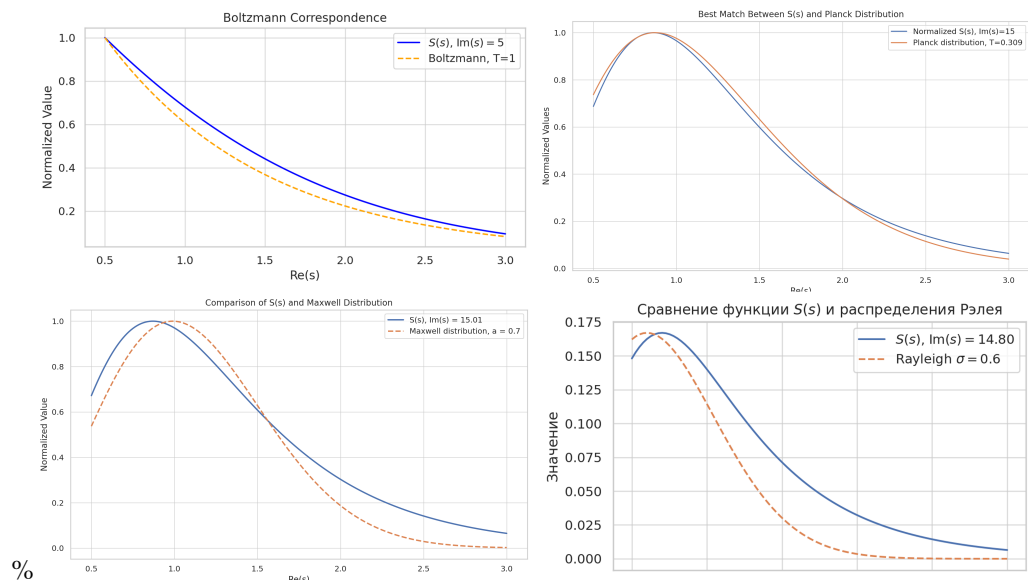 Boltzmann Correspondence
S(s), Im(s) = 5
Boltzmann, T=1
Normalized Value
1.0
0.8
0.6
0.4
0.2
0.5 1.0 1.5 2.0 2.5 3.0
Re(s)
Best Match Between S(s) and Planck Distribution
Normalized S(s), Im(s)=15
Planck distribution, T=0.309
Normalized Values
1.0
0.8
0.6
0.4
0.2
0.0
0.5 1.0 1.5 2.0 2.5 3.0
Re(s)
Comparison of S(s) and Maxwell Distribution
S(s), Im(s) = 15.01
Maxwell distribution, a = 0.7
Normalized Value
1.0
0.8
0.6
0.4
0.2
0.0
0.5 1.0 1.5 2.0 2.5 3.0
Re(s)
Сравнение функции S(s) и распределения Рэлея
S(s), Im(s) = 14.80
Rayleigh σ = 0.6
Значение
0.175
0.150
0.125
0.100
0.075
0.050
0.025
0.000
%